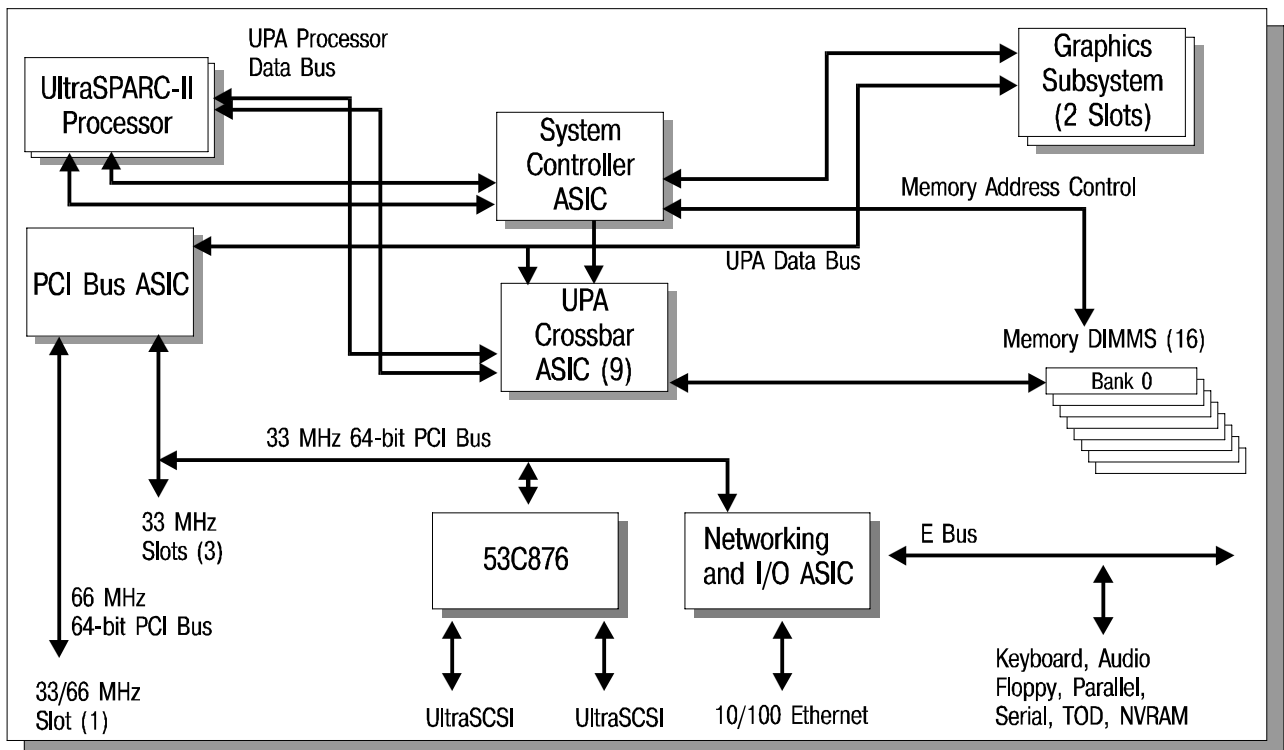 UPA Processor
Data Bus
UltraSPARC-II
Processor
Graphics
Subsystem
(2 Slots)
System
Controller
ASIC
Memory Address Control
PCI Bus ASIC
UPA Data Bus
UPA
Crossbar
ASIC (9)
Memory DIMMS (16)
Bank 0
33 MHz 64-bit PCI Bus
33 MHz
Slots (3)
53C876
Networking
and I/O ASIC
E Bus
66 MHz
64-bit PCI Bus
33/66 MHz
Slot (1)
UltraSCSI
UltraSCSI
10/100 Ethernet
Keyboard, Audio
Floppy, Parallel,
Serial, TOD, NVRAM